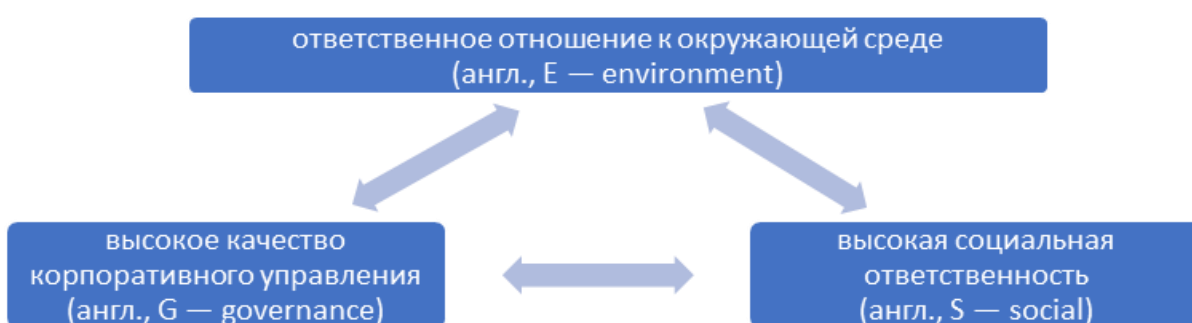 ответственное отношение к окружающей среде
(англ., E — environment)
высокое качество
корпоративного управления
(англ., G — governance)
высокая социальная
ответственность
(англ., S — social)